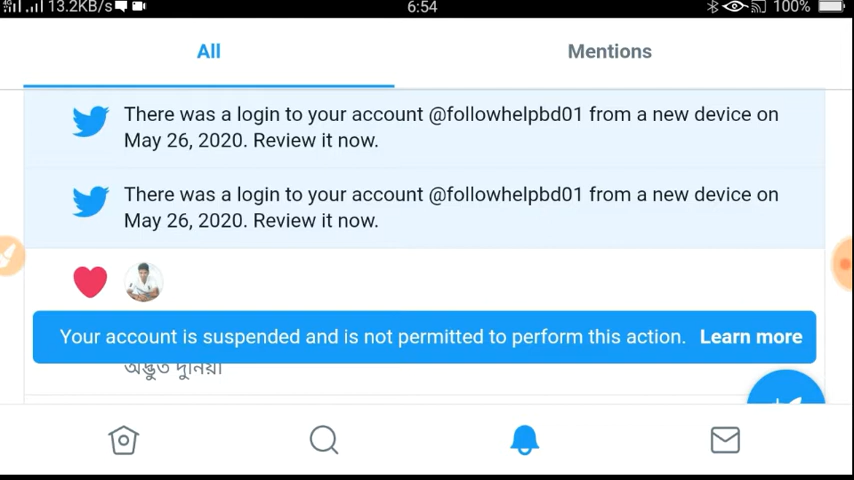 4G 13.2KB/s 6:54 100%
All Mentions
There was a login to your account @followhelpbd01 from a new device on
May 26, 2020. Review it now.
There was a login to your account @followhelpbd01 from a new device on
May 26, 2020. Review it now.
Your account is suspended and is not permitted to perform this action. Learn more
অদ্ভুত দুনিয়া